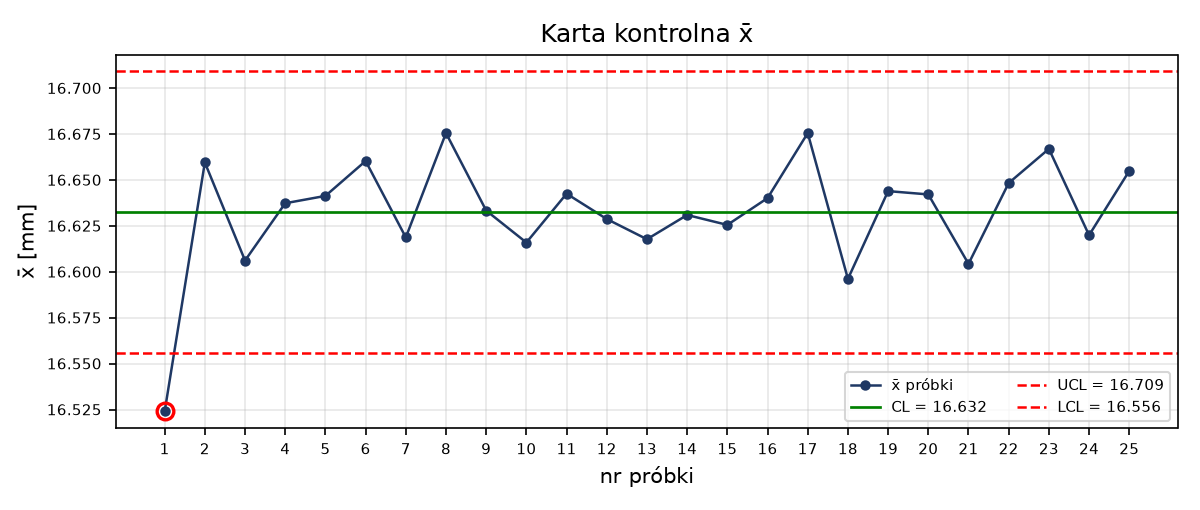 Karta kontrolna x̄
x̄ [mm]
16.700
16.675
16.650
16.625
16.600
16.575
16.550
16.525
1 2 3 4 5 6 7 8 9 10 11 12 13 14 15 16 17 18 19 20 21 22 23 24 25
nr próbki
x̄ próbki
CL = 16.632
UCL = 16.709
LCL = 16.556